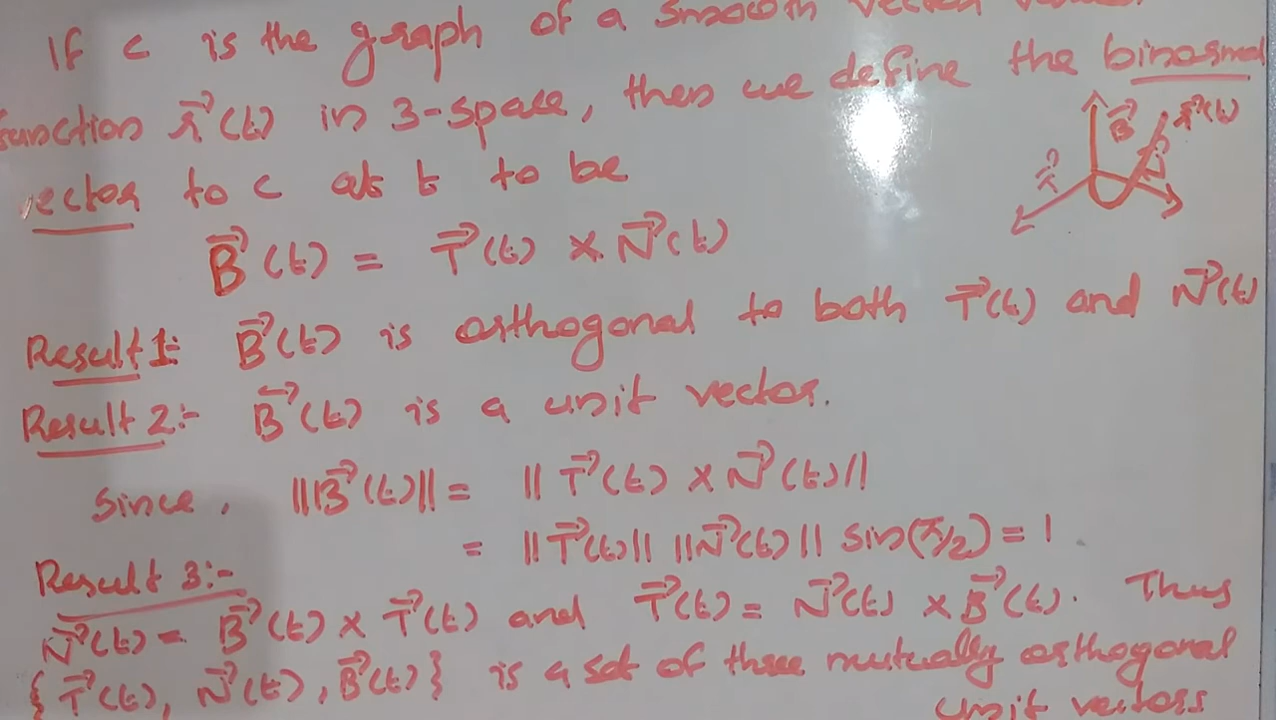 If C is the graph of a smooth vector
function r⃗(t) in 3-space, then we define the binormal
vector to C at t to be
B⃗(t) = T⃗(t) × N⃗(t)
B⃗ r⃗(t)
Result 1:- B⃗(t) is orthogonal to both T⃗(t) and N⃗(t)
Result 2:- B⃗(t) is a unit vector.
Since, ||B⃗(t)|| = ||T⃗(t) × N⃗(t)||
= ||T⃗(t)|| ||N⃗(t)|| sin(π/2) = 1.
Result 3:-
N⃗(t) = B⃗(t) × T⃗(t) and T⃗(t) = N⃗(t) × B⃗(t). Thus
{T⃗(t), N⃗(t), B⃗(t)} is a set of three mutually orthogonal
unit vectors